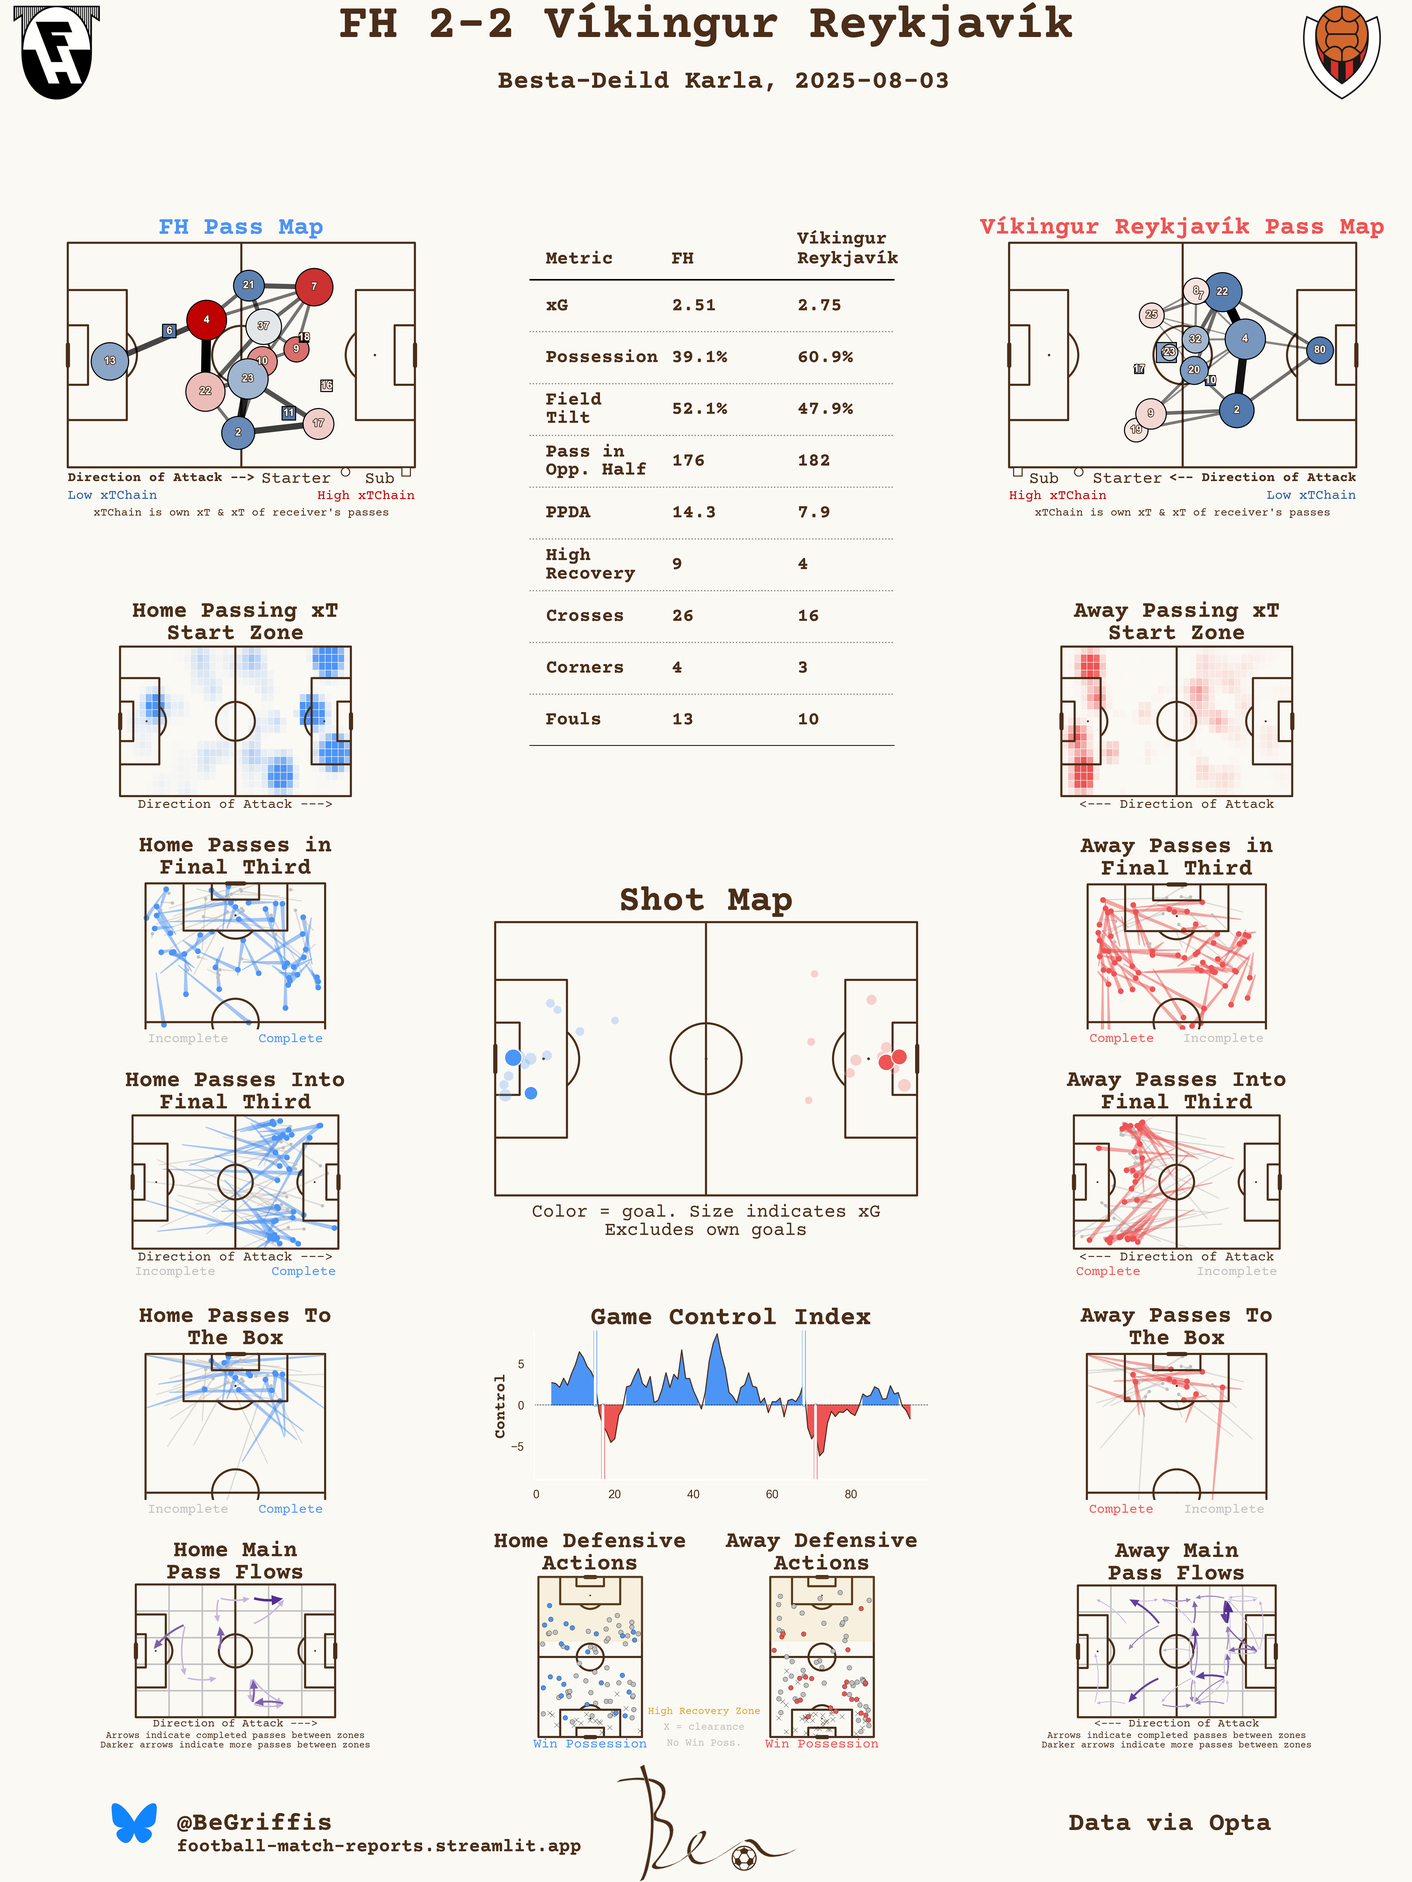 FH 2-2 Víkingur Reykjavík
Besta-Deild Karla, 2025-08-03
FH Pass Map
21
7
4
37
6
18
9
13
10
23
22
16
11
17
2
Direction of Attack --> Starter Sub
Low xTChain High xTChain
xTChain is own xT & xT of receiver's passes
Metric FH Víkingur
Reykjavík
xG 2.51 2.75
Possession 39.1% 60.9%
Field
Tilt 52.1% 47.9%
Pass in
Opp. Half 176 182
PPDA 14.3 7.9
High
Recovery 9 4
Crosses 26 16
Corners 4 3
Fouls 13 10
Víkingur Reykjavík Pass Map
8
7
22
25
32
4
23
80
17
20
10
9
2
19
Sub Starter <-- Direction of Attack
High xTChain Low xTChain
xTChain is own xT & xT of receiver's passes
Home Passing xT
Start Zone
Direction of Attack --->
Away Passing xT
Start Zone
<--- Direction of Attack
Home Passes in
Final Third
Incomplete Complete
Away Passes in
Final Third
Complete Incomplete
Shot Map
Color = goal. Size indicates xG
Excludes own goals
Home Passes Into
Final Third
Direction of Attack --->
Incomplete Complete
Away Passes Into
Final Third
<--- Direction of Attack
Complete Incomplete
Home Passes To
The Box
Incomplete Complete
Game Control Index
Control
5
0
−5
0 20 40 60 80
Away Passes To
The Box
Complete Incomplete
Home Main
Pass Flows
Direction of Attack --->
Arrows indicate completed passes between zones
Darker arrows indicate more passes between zones
Home Defensive
Actions
Win Possession
Away Defensive
Actions
Win Possession
High Recovery Zone
X = clearance
No Win Poss.
Away Main
Pass Flows
<--- Direction of Attack
Arrows indicate completed passes between zones
Darker arrows indicate more passes between zones
@BeGriffis
football-match-reports.streamlit.app
Ben
Data via Opta